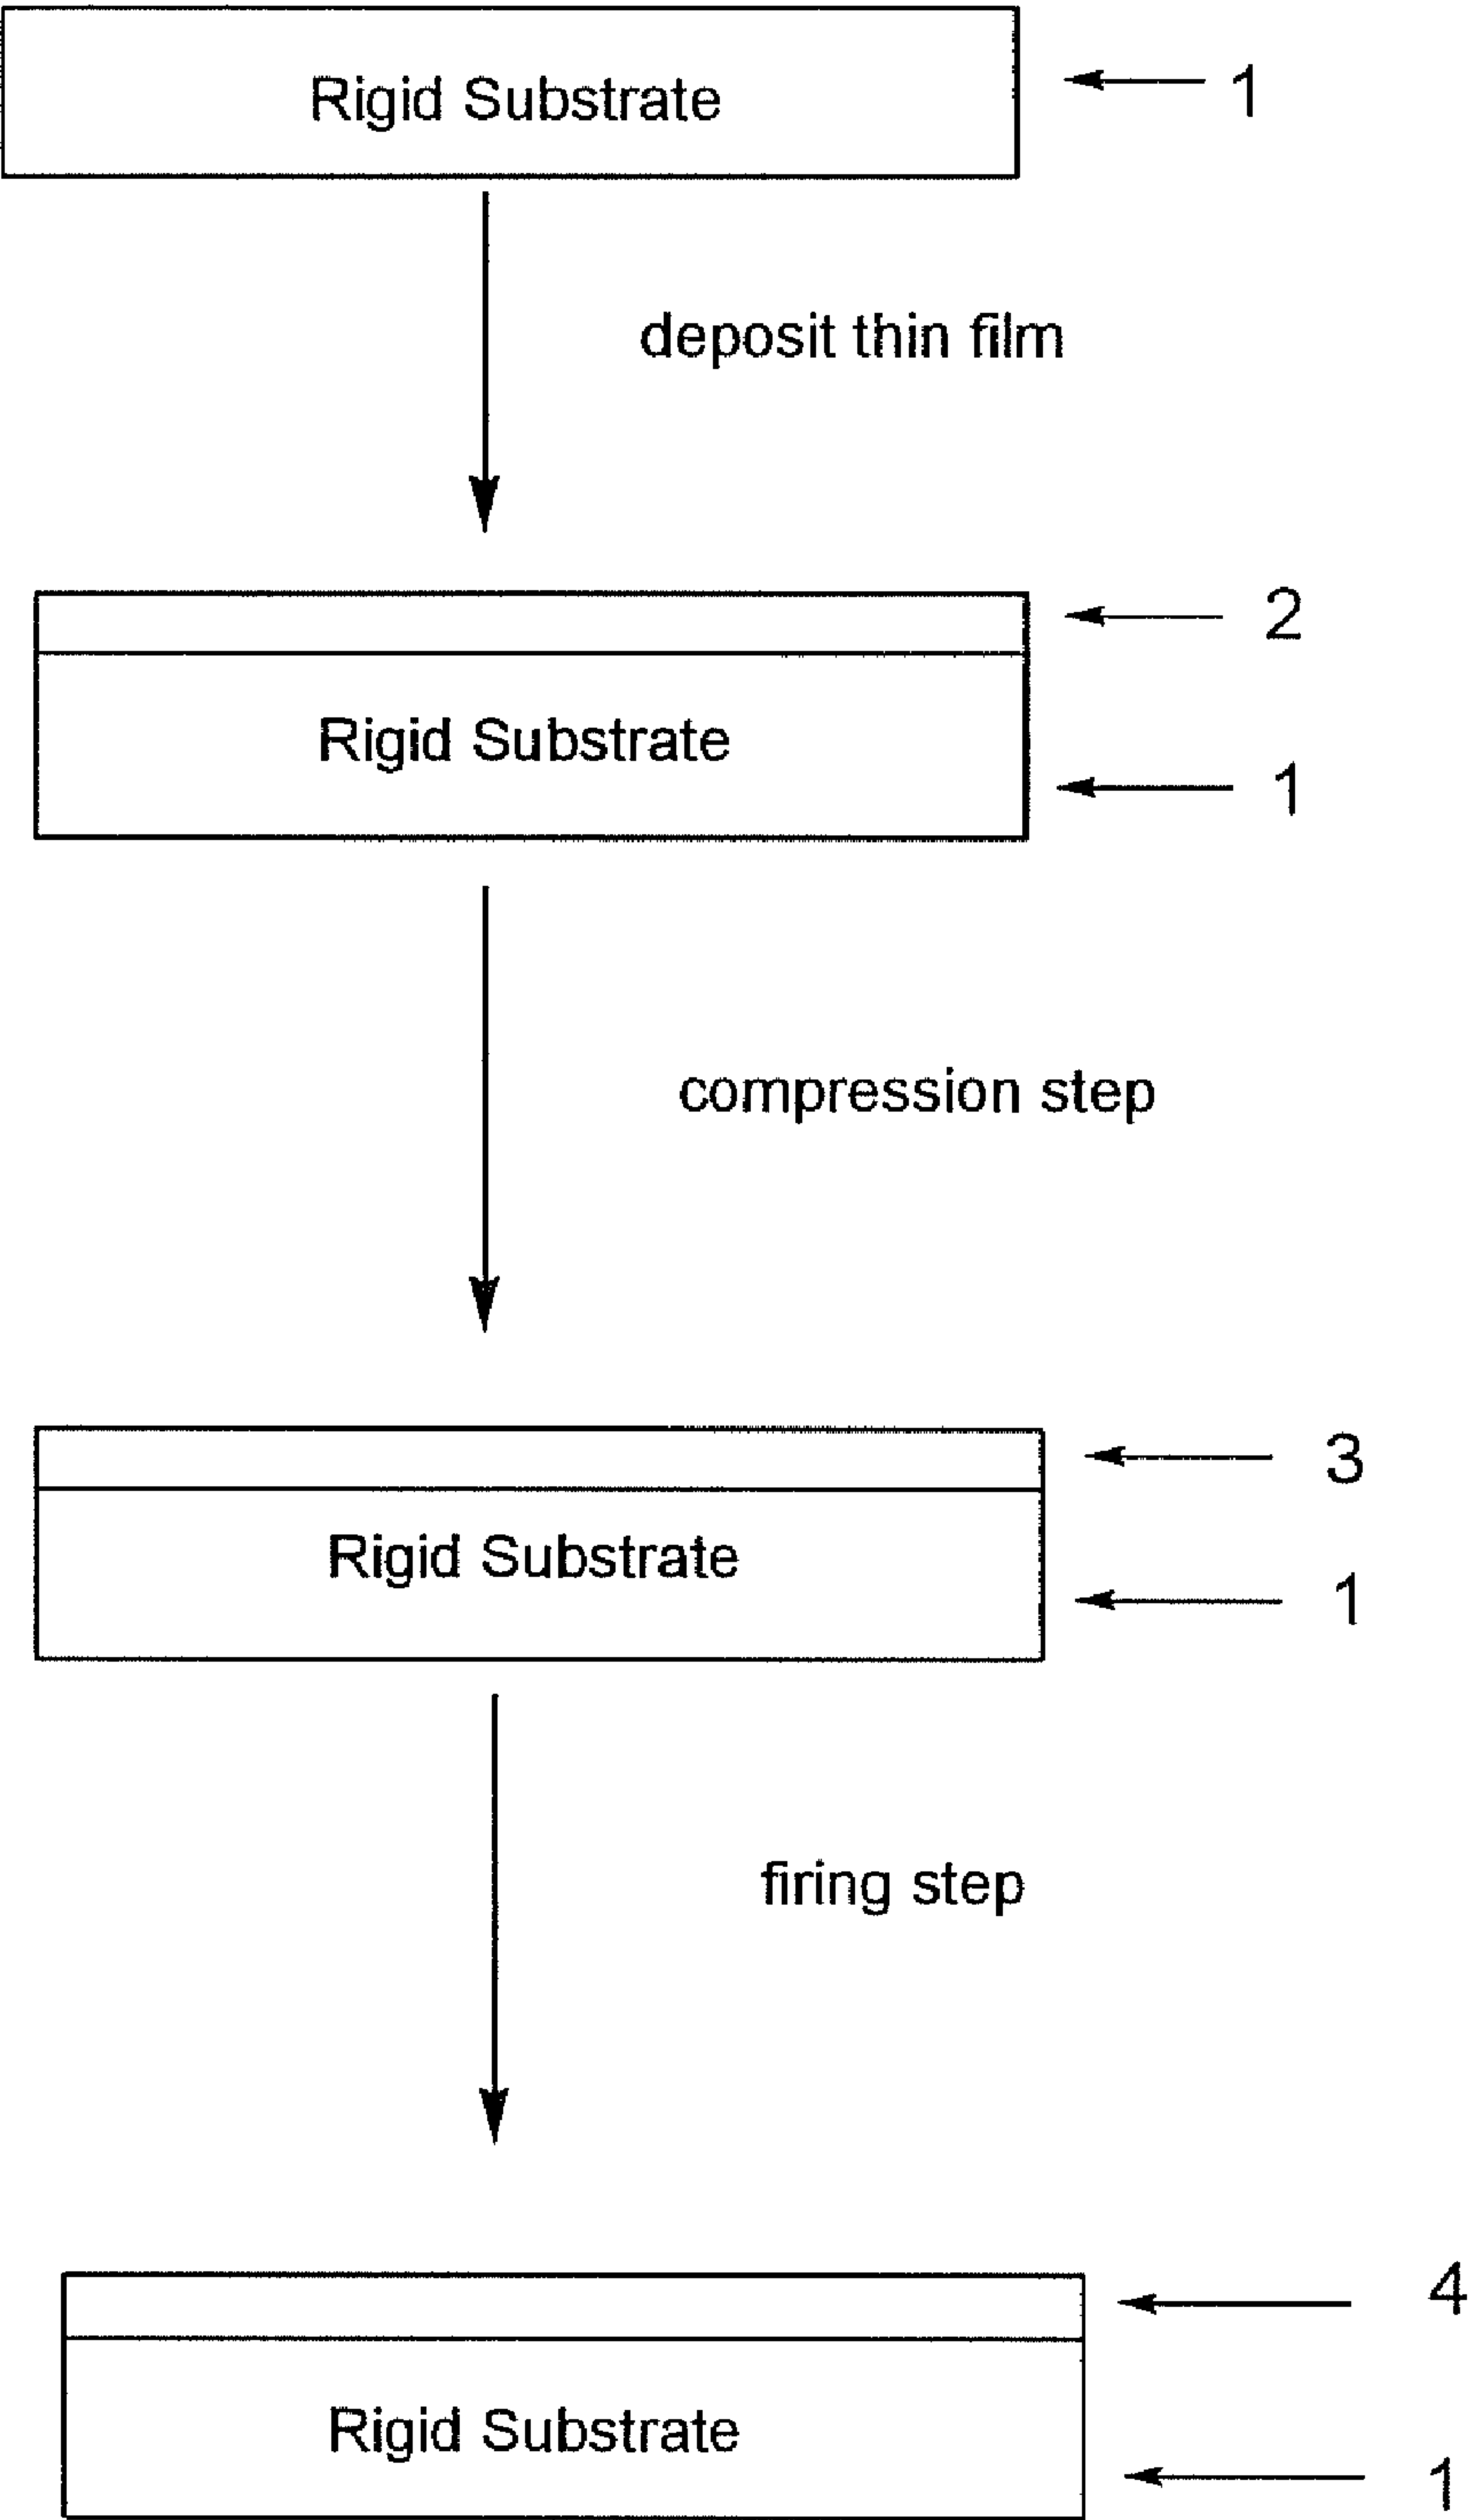 Rigid Substrate 1
deposit thin film
2
Rigid Substrate
1
compression step
3
Rigid Substrate
1
firing step
4
Rigid Substrate
1